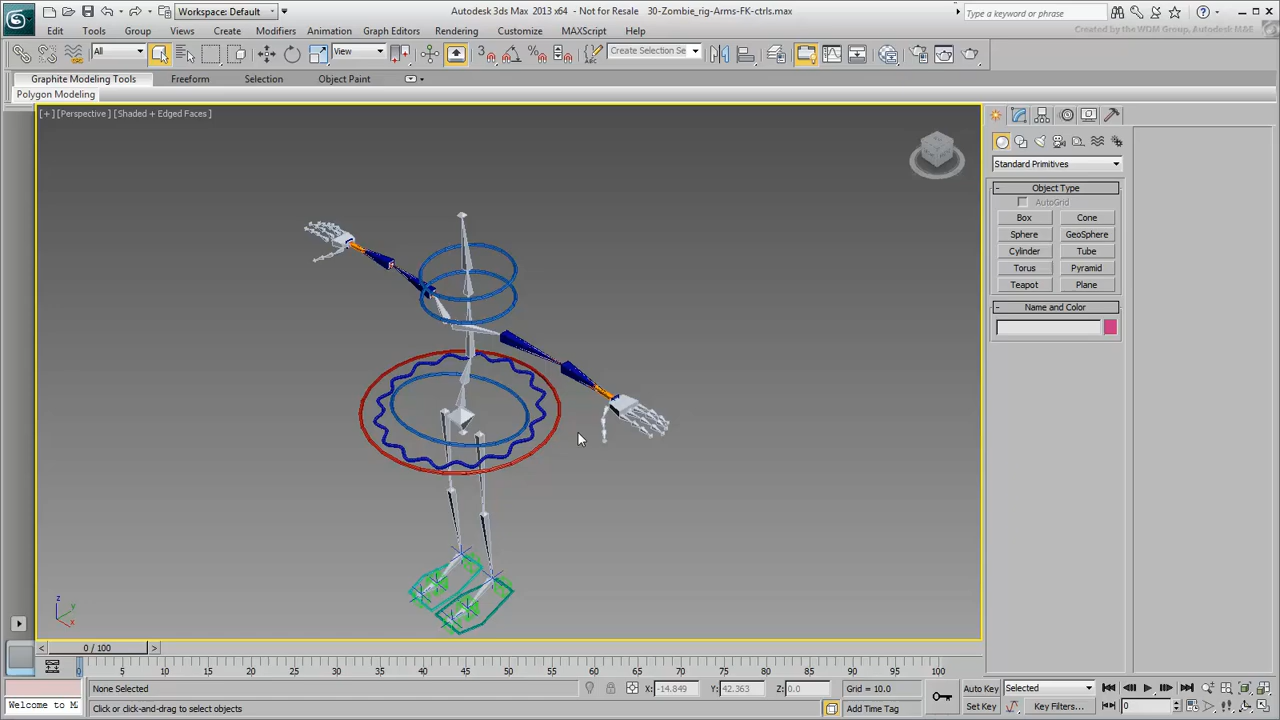 Workspace: Default
Autodesk 3ds Max 2013 x64 - Not for Resale 30-Zombie_rig-Arms-FK-ctrls.max
Type a keyword or phrase
Edit Tools Group Views Create Modifiers Animation Graph Editors Rendering Customize MAXScript Help
Created by the WDM Group, Autodesk M&E
All
View
Create Selection Se
Graphite Modeling Tools Freeform Selection Object Paint
Polygon Modeling
[+] [Perspective] [Shaded + Edged Faces]
Standard Primitives
- Object Type
AutoGrid
Box Cone
Sphere GeoSphere
Cylinder Tube
Torus Pyramid
Teapot Plane
- Name and Color
z
y
x
< 0 / 100 >
0 5 10 15 20 25 30 35 40 45 50 55 60 65 70 75 80 85 90 95 100
None Selected X: -14.849 Y: 42.363 Z: 0.0 Grid = 10.0 Auto Key Selected
Welcome to M Click or click-and-drag to select objects Add Time Tag Set Key Key Filters... 0